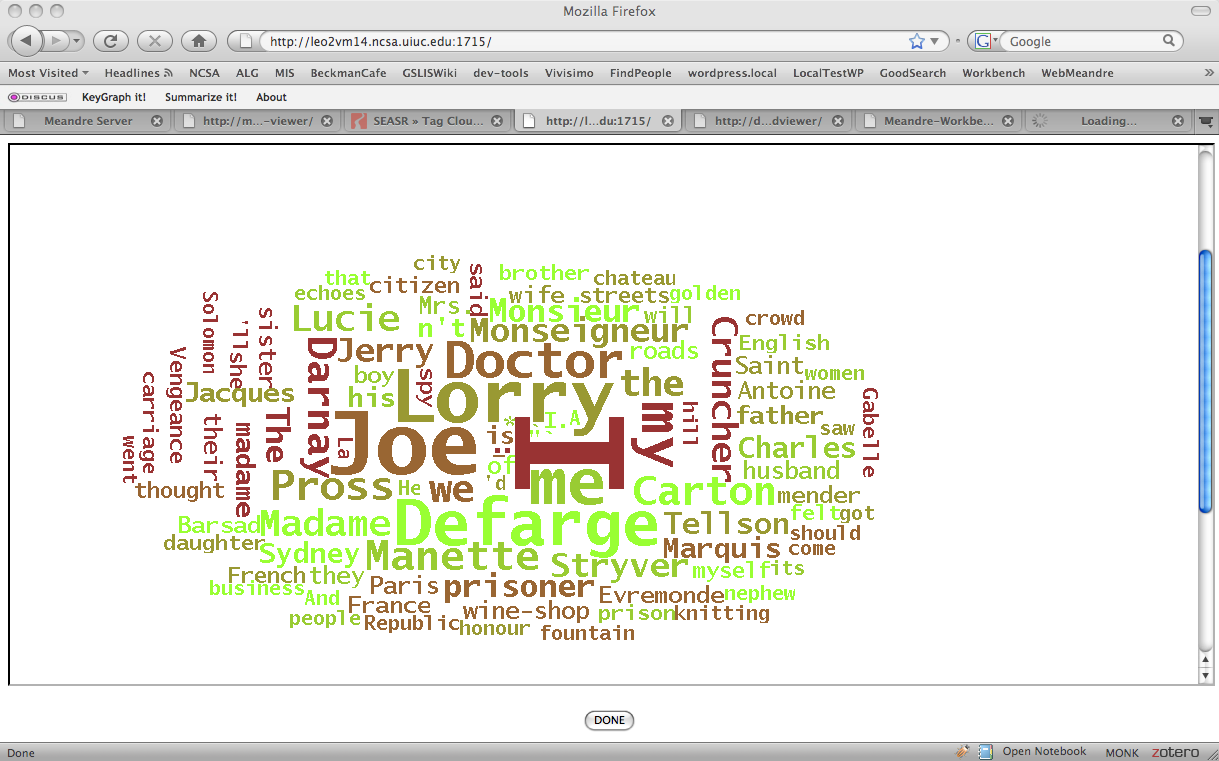 Mozilla Firefox
http://leo2vm14.ncsa.uiuc.edu:1715/
G Google
Most Visited Headlines NCSA ALG MIS BeckmanCafe GSLISWiki dev-tools Vivisimo FindPeople wordpress.local LocalTestWP GoodSearch Workbench WebMeandre »
DISCUS KeyGraph it! Summarize it! About
Meandre Server http://m...-viewer/ SEASR » Tag Clou... http://l...du:1715/ http://d...dviewer/ Meandre-Workbe... Loading...
city
said
brother
that
citizen
chateau
echoes
wife
streets
golden
Solomon
'll
she
sister
Mrs.
Monsieur
will
Lucie
n't
Monseigneur
crowd
Cruncher
English
Vengeance
Darnay
Jerry
Doctor
roads
Saint
women
carriage
boy
spy
Lorry
the
Antoine
Jacques
his
hill
Gabelle
their
The
Joe
*
I.A
my
father
saw
went
madame
La
is
"
``
I
Charles
of
!
:
husband
thought
Pross
He
we
'd
me
Carton
mender
Barsad
Madame
Defarge
Tellson
felt
got
daughter
should
Sydney
Manette
Stryver
Marquis
come
French
they
myself
its
business
And
Paris
prisoner
Evremonde
nephew
people
France
wine-shop
prison
knitting
Republic
honour
fountain
DONE
Done Open Notebook MONK zotero